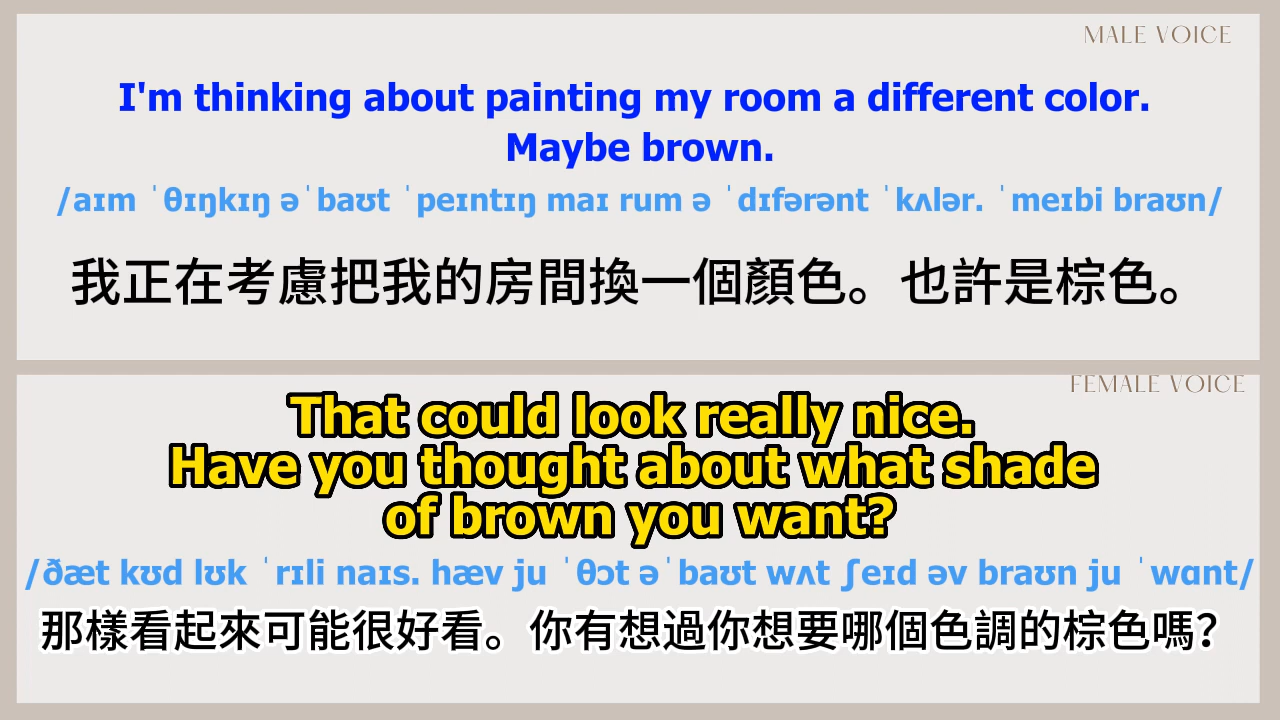 MALE VOICE
I'm thinking about painting my room a different color.
Maybe brown.
/aɪm ˈθɪŋkɪŋ əˈbaʊt ˈpeɪntɪŋ maɪ rum ə ˈdɪfərənt ˈkʌlər. ˈmeɪbi braʊn/
我正在考慮把我的房間換一個顏色。也許是棕色。
FEMALE VOICE
That could look really nice.
Have you thought about what shade
of brown you want?
/ðæt kʊd lʊk ˈrɪli naɪs. hæv ju ˈθɔt əˈbaʊt wʌt ʃeɪd əv braʊn ju ˈwɑnt/
那樣看起來可能很好看。你有想過你想要哪個色調的棕色嗎?